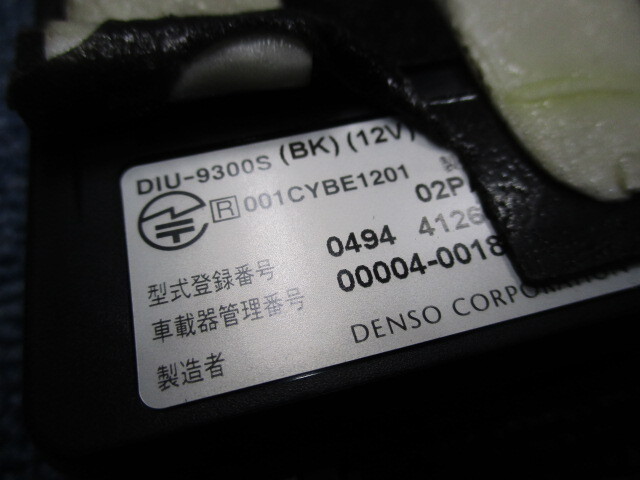 DIU-9300S (BK) (12V)
R 001CYBE1201 製
02P
型式登録番号 0494 4126
車載器管理番号 00004-0018
製造者 DENSO CORPORATION